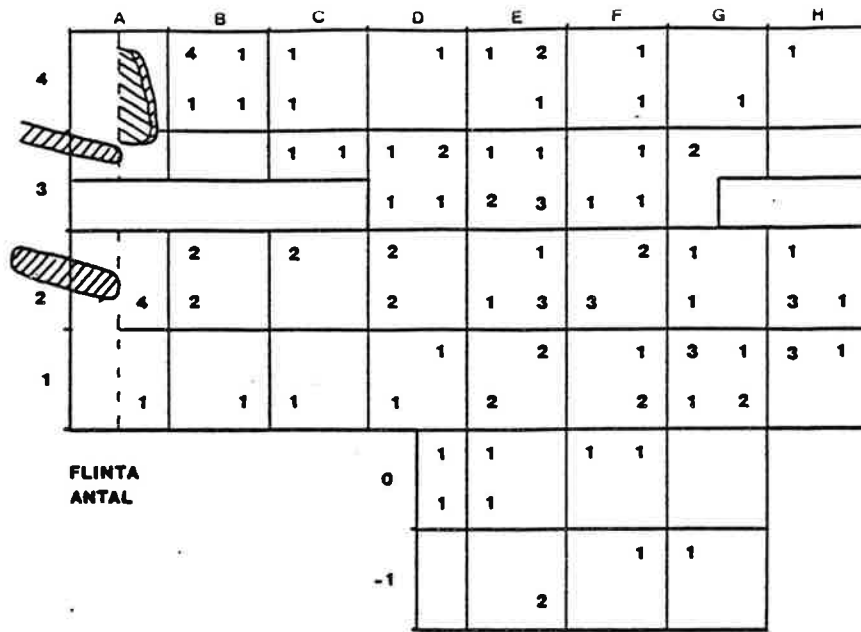 A B C D E F G H
4
4 1 1 1 1 2 1 1
1 1 1 1 1 1
1 1 1 2 1 1 1 2
3
1 1 2 3 1 1
2 2 2 1 2 1 1
2
4 2 2 1 3 3 1 3 1
1 2 1 3 1 3 1
1
1 1 1 1 2 2 1 2
1 1 1 1
FLINTA
0
ANTAL
1 1
1 1
-1
2